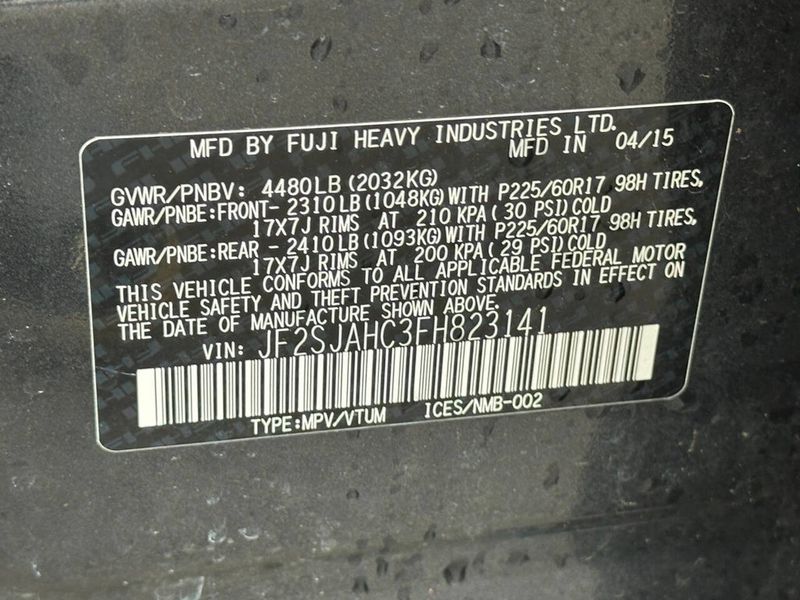 MFD BY FUJI HEAVY INDUSTRIES LTD.
MFD IN 04/15
GVWR/PNBV: 4480LB(2032KG)
GAWR/PNBE:FRONT- 2310LB(1048KG)WITH P225/60R17 98H TIRES,
17X7J RIMS AT 210 KPA( 30 PSI)COLD
GAWR/PNBE:REAR - 2410LB(1093KG)WITH P225/60R17 98H TIRES,
17X7J RIMS AT 200 KPA( 29 PSI)COLD
THIS VEHICLE CONFORMS TO ALL APPLICABLE FEDERAL MOTOR
VEHICLE SAFETY AND THEFT PREVENTION STANDARDS IN EFFECT ON
THE DATE OF MANUFACTURE SHOWN ABOVE.
VIN: JF2SJAHC3FH823141
TYPE:MPV/VTUM ICES/NMB-002